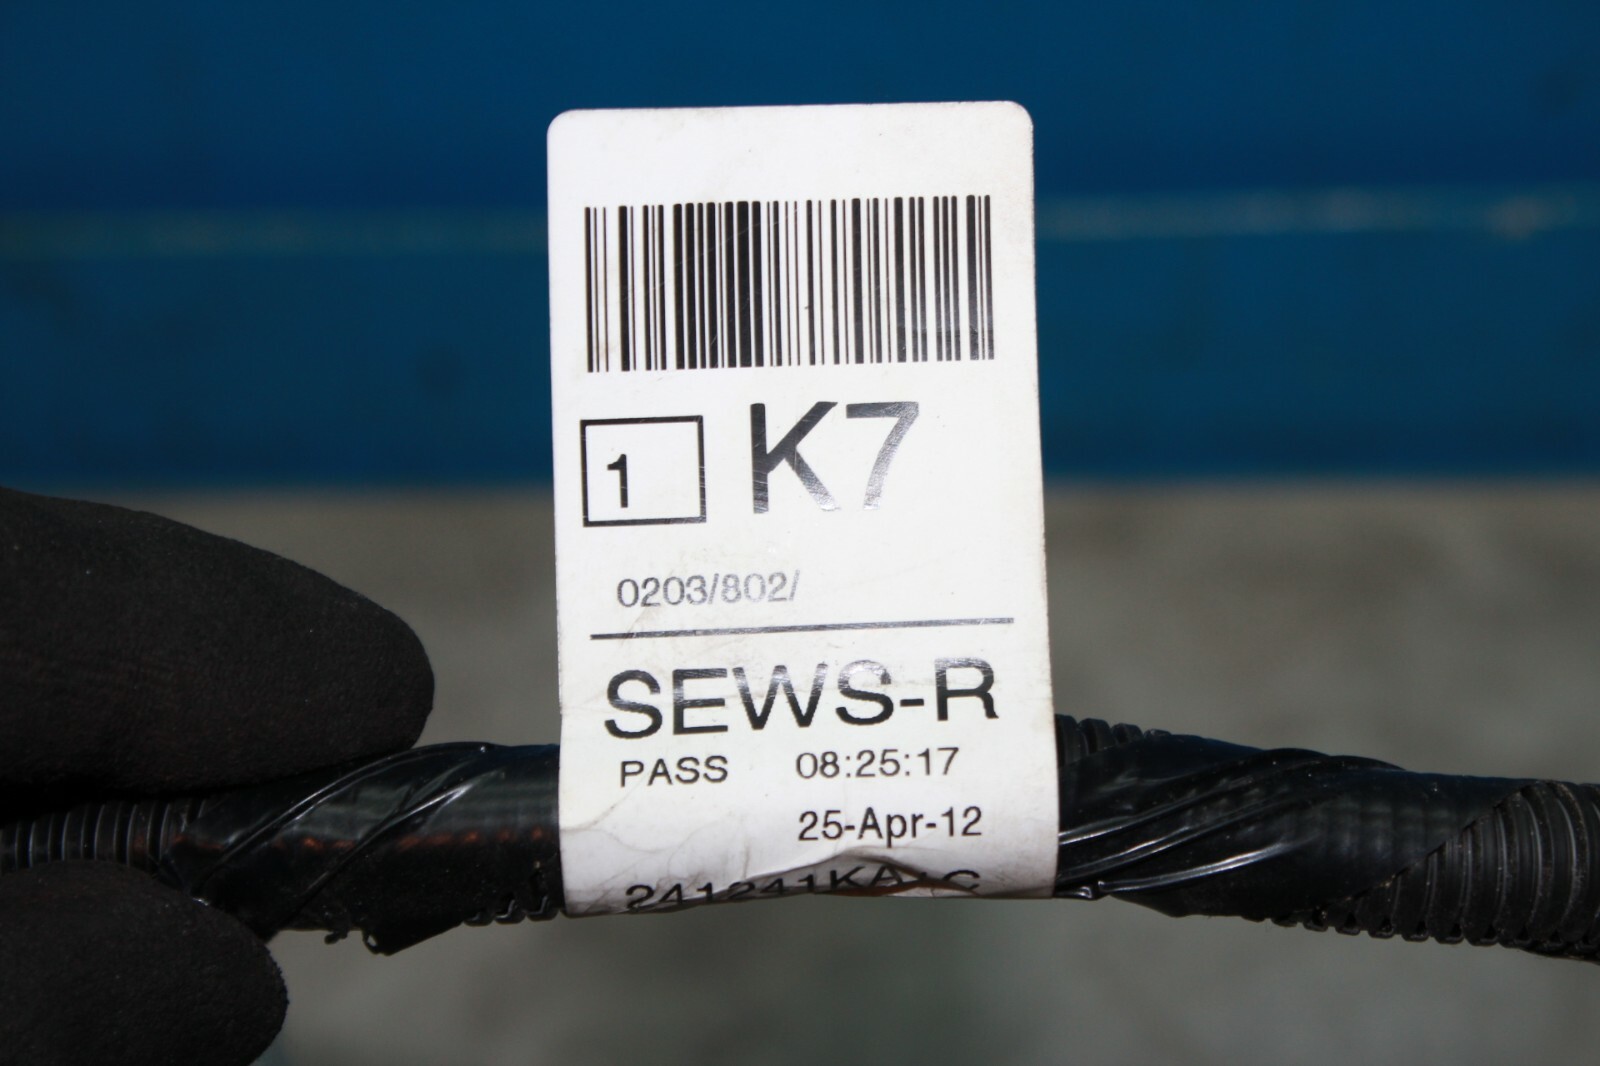 1 K7
0203/802/
SEWS-R
PASS 08:25:17
25-Apr-12